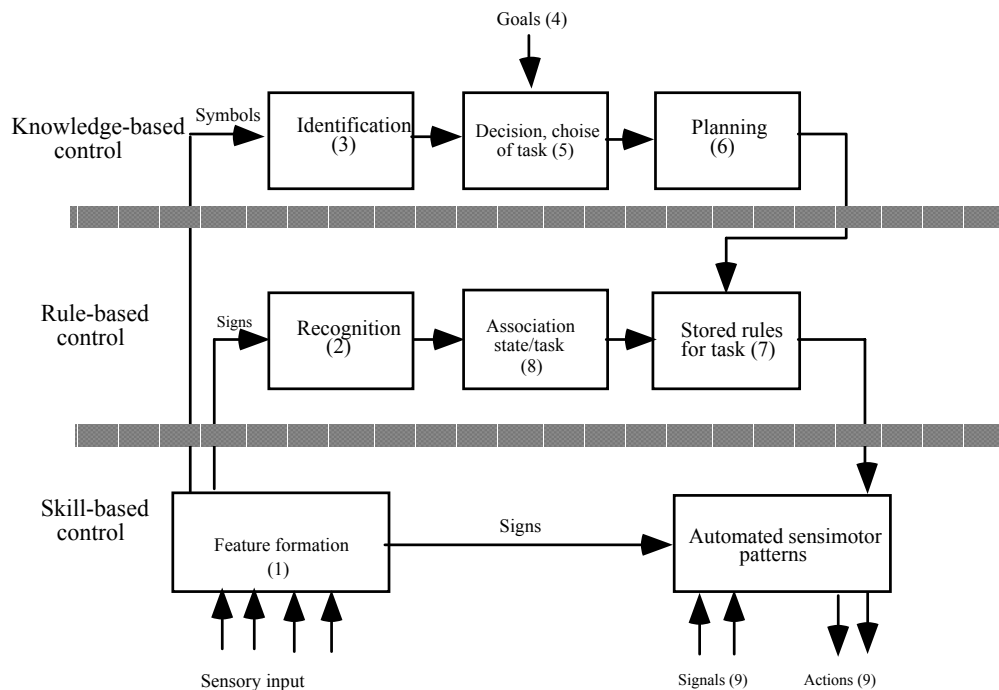 Goals (4)
Symbols
Knowledge-based
control
Identification
(3)
Decision, choise
of task (5)
Planning
(6)
Rule-based
control
Signs
Recognition
(2)
Association
state/task
(8)
Stored rules
for task (7)
Skill-based
control
Feature formation
(1)
Signs
Automated sensimotor
patterns
Sensory input
Signals (9)
Actions (9)